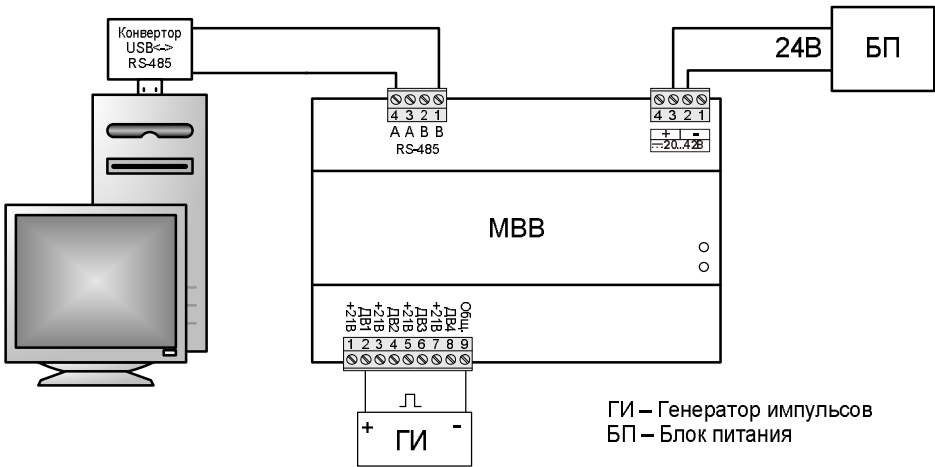 Конвертор
USB<->
RS-485
24В
БП
4 3 2 1
A A B B
RS-485
4 3 2 1
+ -
20...42В
МВВ
+21В ДВ1 +21В ДВ2 +21В ДВ3 +21В ДВ4 Общ.
1 2 3 4 5 6 7 8 9
+ ГИ -
ГИ – Генератор импульсов
БП – Блок питания